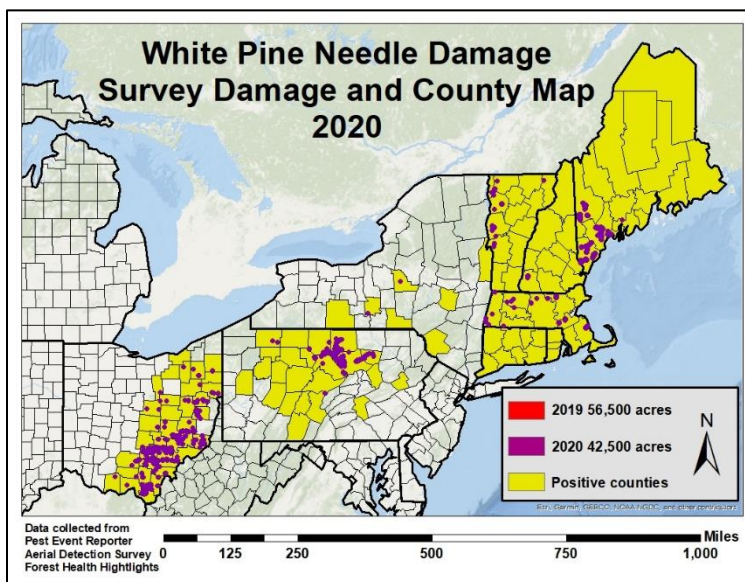 White Pine Needle Damage
Survey Damage and County Map
2020
2019 56,500 acres
2020 42,500 acres
Positive counties
N
Esri, Garmin, GEBCO, NOAA NGDC, and other contributors
Data collected from
Pest Event Reporter
Aerial Detection Survey
Forest Health Hightlights
Miles
0 125 250 500 750 1,000